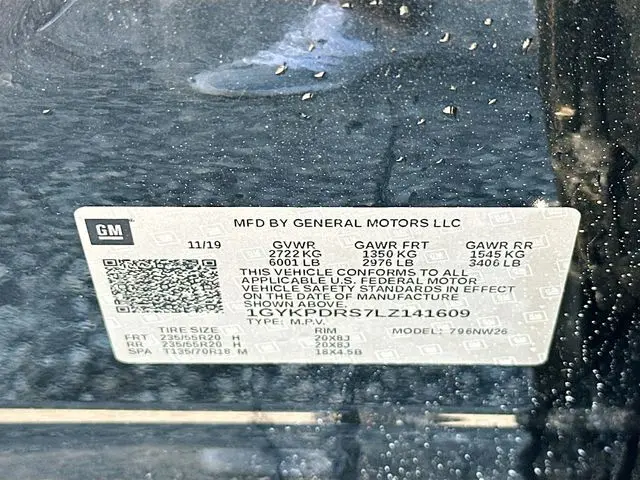 GM
MFD BY GENERAL MOTORS LLC
11/19 GVWR GAWR FRT GAWR RR
2722 KG 1350 KG 1545 KG
6001 LB 2976 LB 3406 LB
THIS VEHICLE CONFORMS TO ALL
APPLICABLE U.S. FEDERAL MOTOR
VEHICLE SAFETY STANDARDS IN EFFECT
ON THE DATE OF MANUFACTURE
1GYKPDRS7LZ141609
TYPE: M.P.V. MODEL: 796NW26
TIRE SIZE RIM
FRT 235/55R20 H 20X8J
RR 235/55R20 H 20X8J
SPA T135/70R18 M 18X4.5B